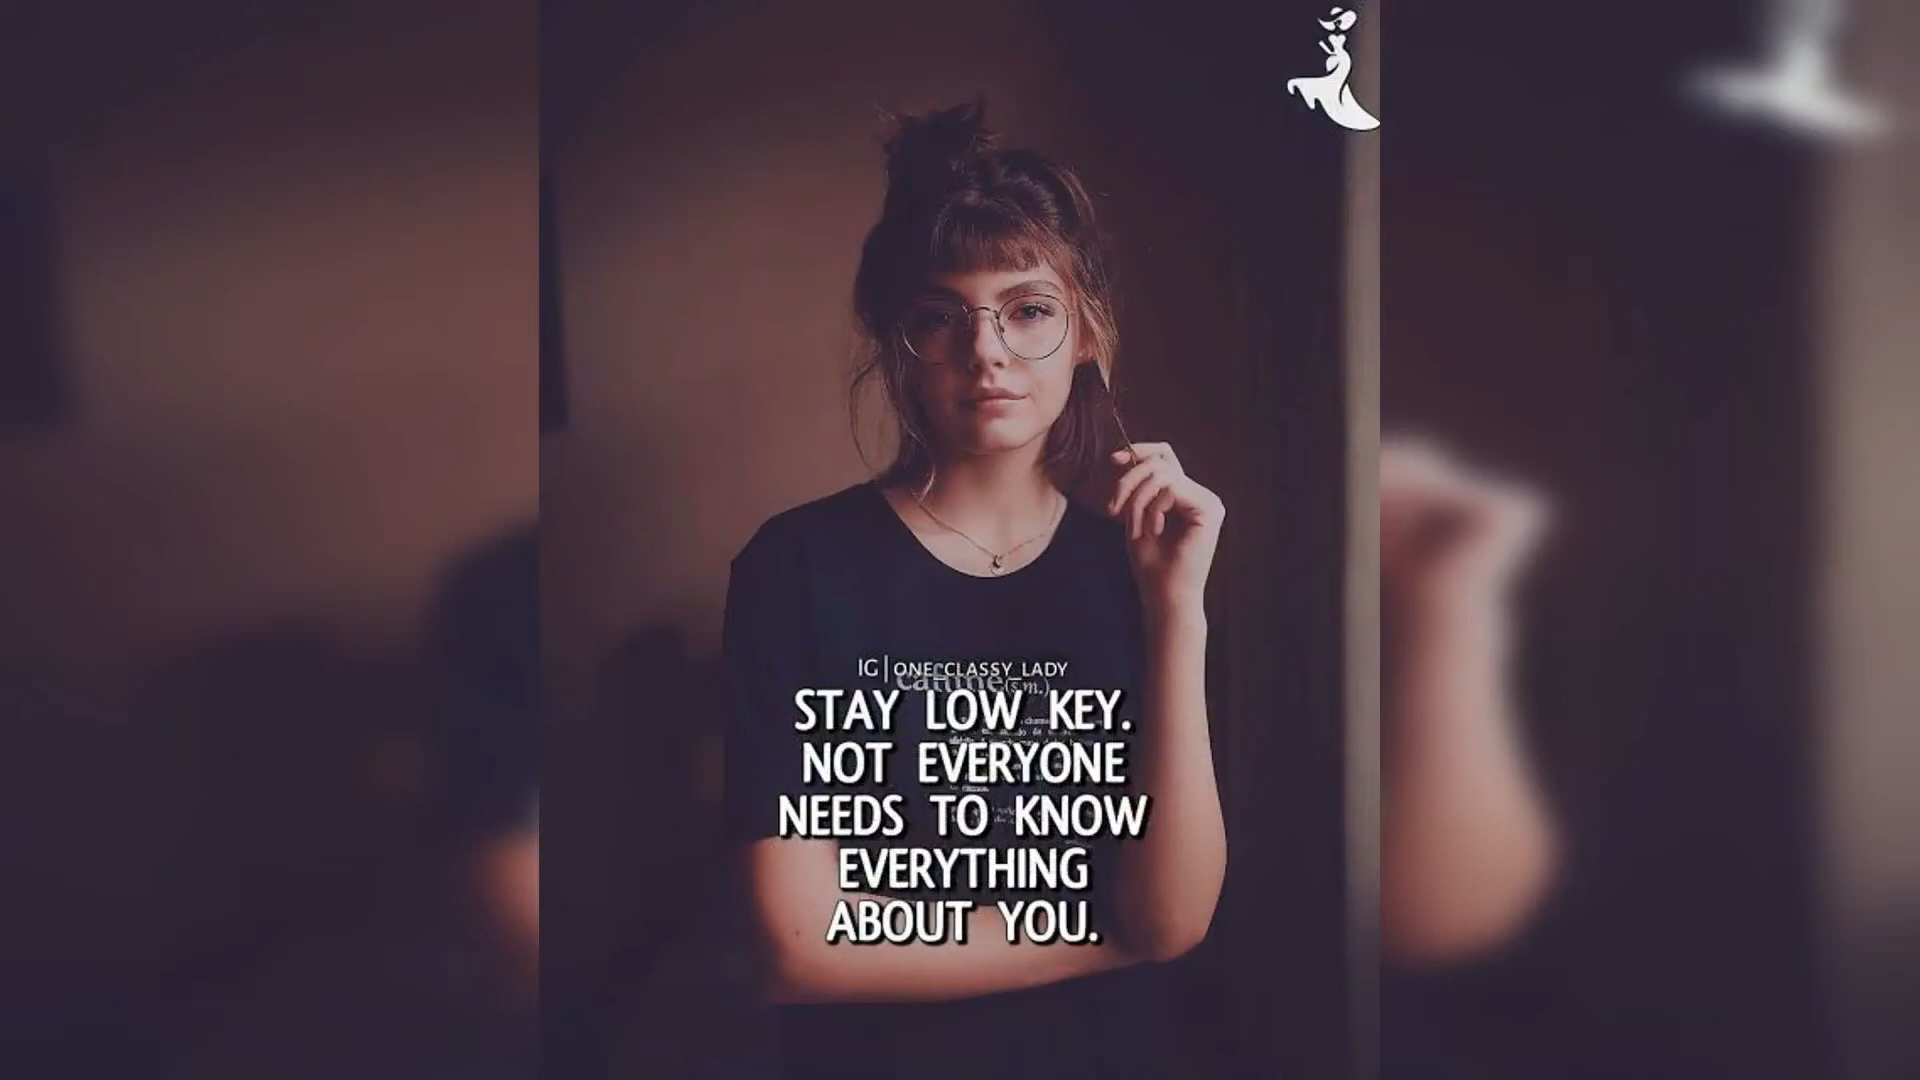 IG|ONE_CLASSY_LADY
(s.m.)
STAY LOW KEY.
NOT EVERYONE
NEEDS TO KNOW
EVERYTHING
ABOUT YOU.